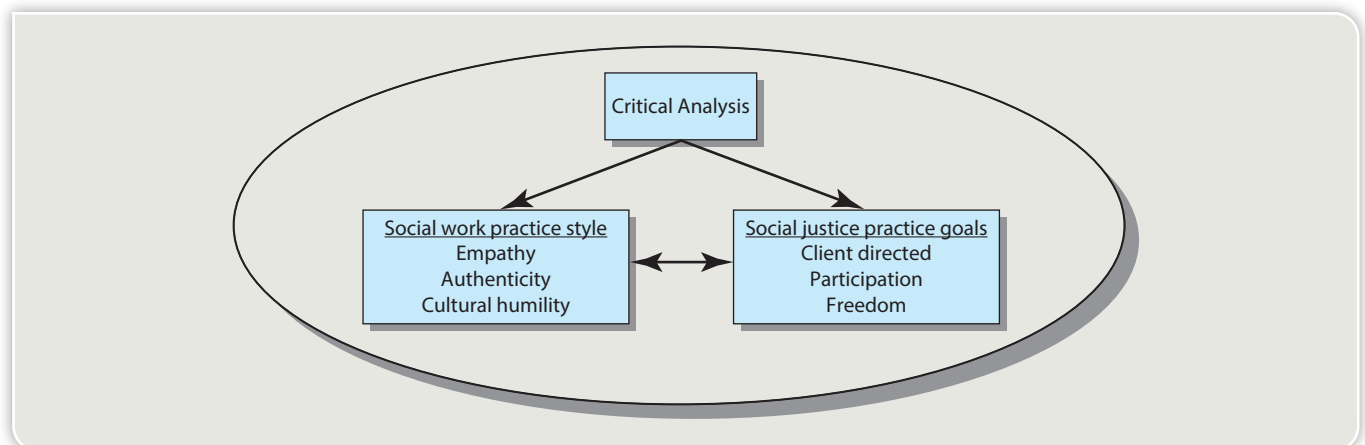 Critical Analysis
Social work practice style
Empathy
Authenticity
Cultural humility
Social justice practice goals
Client directed
Participation
Freedom